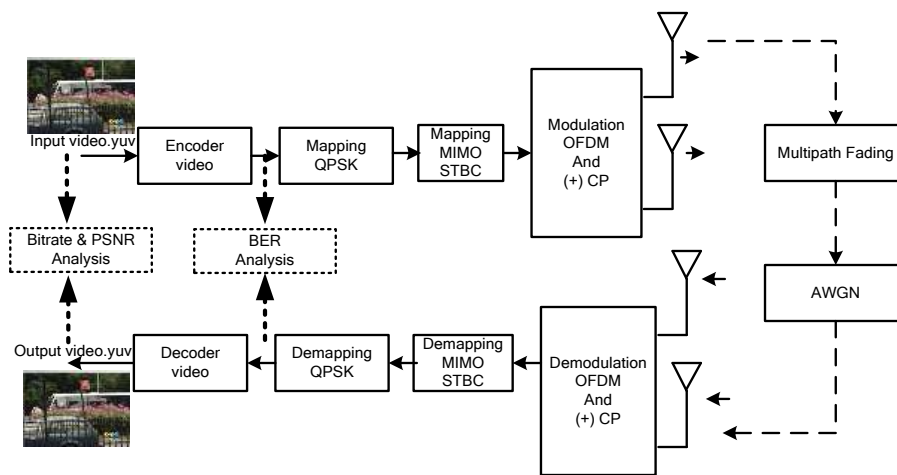 Input video.yuv
Encoder
video
Mapping
QPSK
Mapping
MIMO
STBC
Modulation
OFDM
And
(+) CP
Multipath Fading
Bitrate & PSNR
Analysis
BER
Analysis
AWGN
Output video.yuv
Decoder
video
Demapping
QPSK
Demapping
MIMO
STBC
Demodulation
OFDM
And
(+) CP